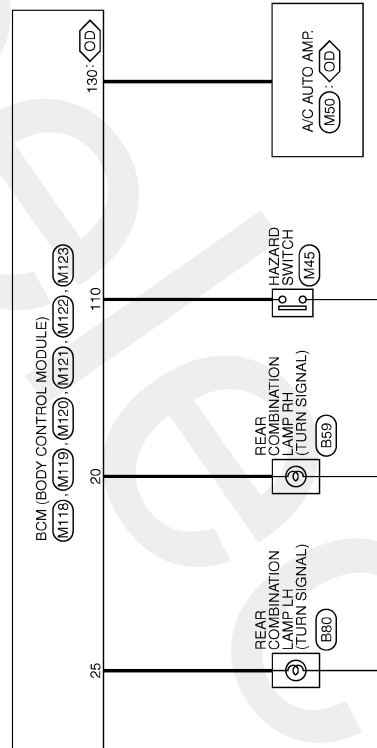 BCM (BODY CONTROL MODULE)
M118 , M119 , M120 , M121 , M122 , M123
25
20
110
130 : OD
REAR
COMBINATION
LAMP LH
(TURN SIGNAL)
B80
REAR
COMBINATION
LAMP RH
(TURN SIGNAL)
B59
HAZARD
SWITCH
M45
A/C AUTO AMP.
M50 : OD